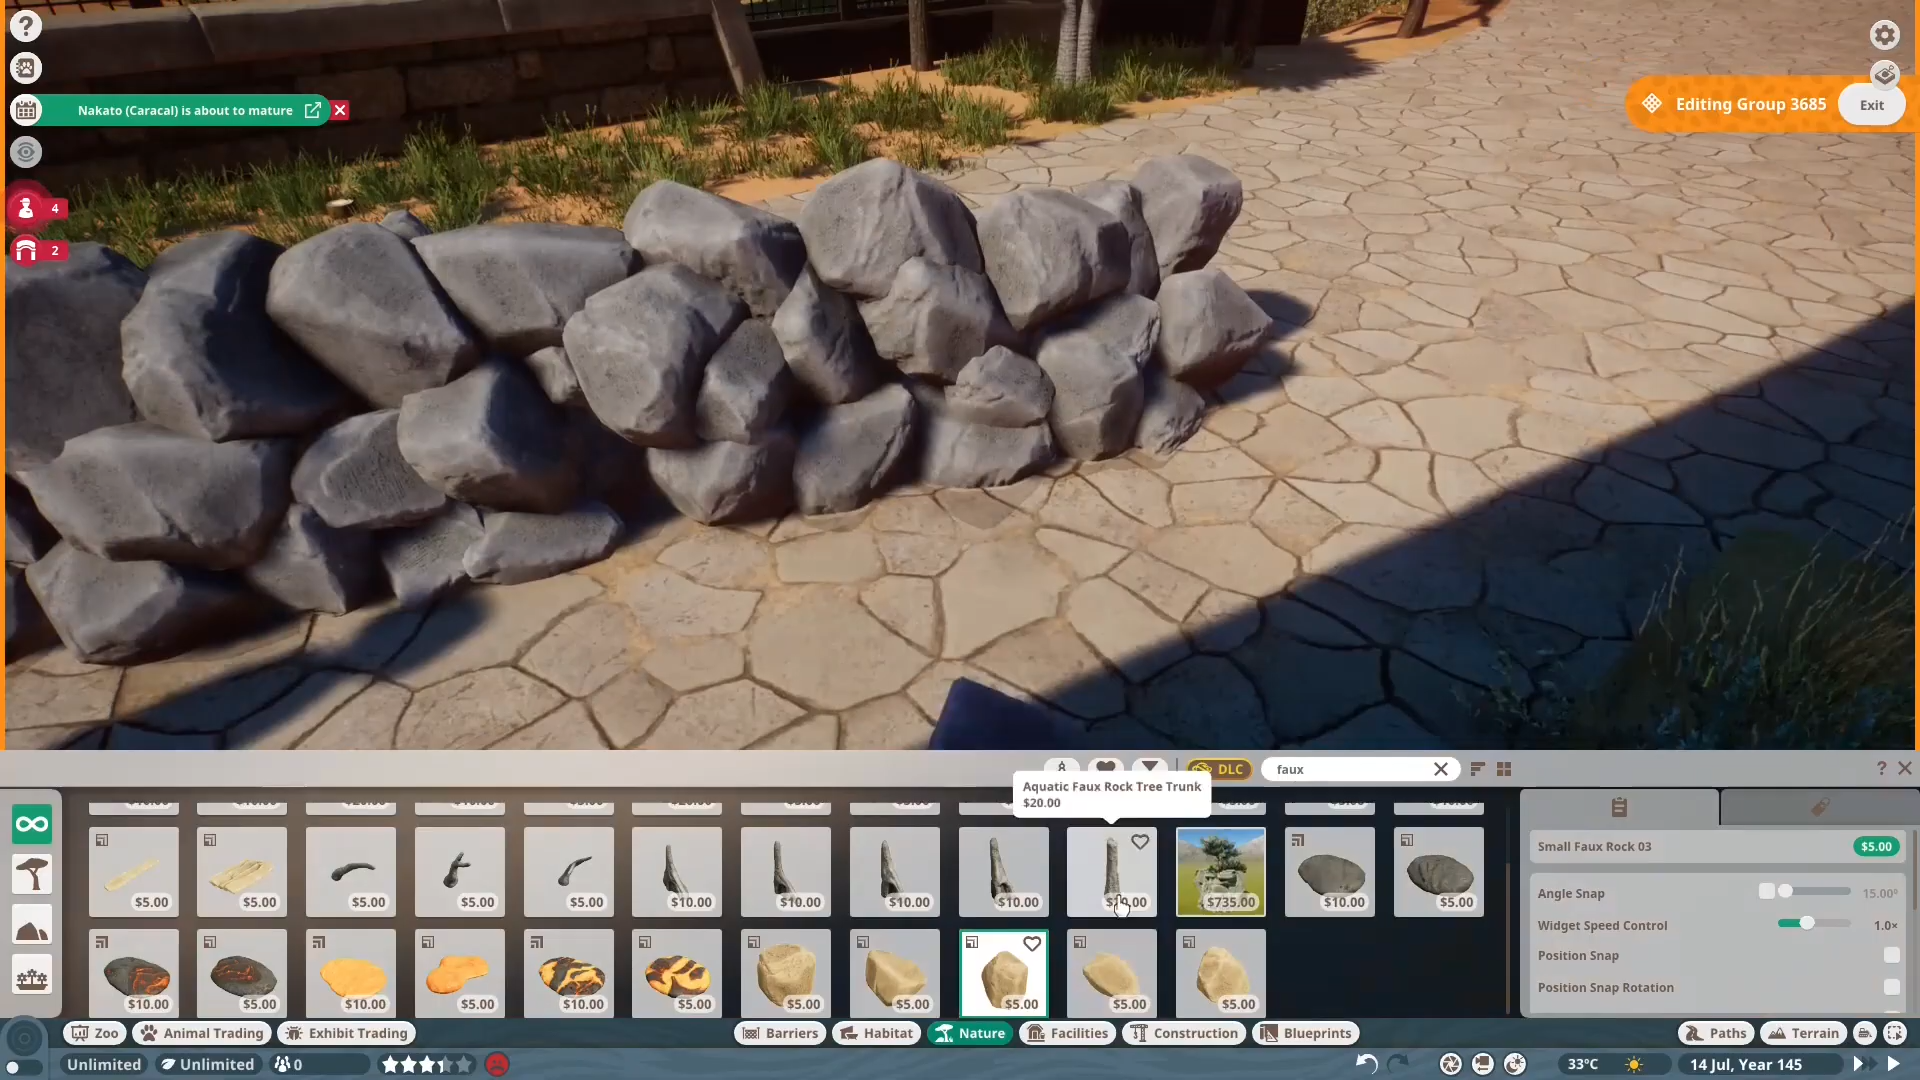 ?
Nakato (Caracal) is about to mature
Editing Group 3685
Exit
4
2
DLC
faux
?
Aquatic Faux Rock Tree Trunk
$20.00
$5.00
$5.00
$5.00
$5.00
$5.00
$10.00
$10.00
$10.00
$10.00
$735.00
$10.00
$5.00
$10.00
$5.00
$10.00
$5.00
$10.00
$5.00
$5.00
$5.00
$5.00
$5.00
$5.00
Small Faux Rock 03
$5.00
Angle Snap
15.00°
Widget Speed Control
1.0×
Position Snap
Position Snap Rotation
Zoo
Animal Trading
Exhibit Trading
Barriers
Habitat
Nature
Facilities
Construction
Blueprints
Paths
Terrain
Unlimited
Unlimited
0
33°C
14 Jul, Year 145